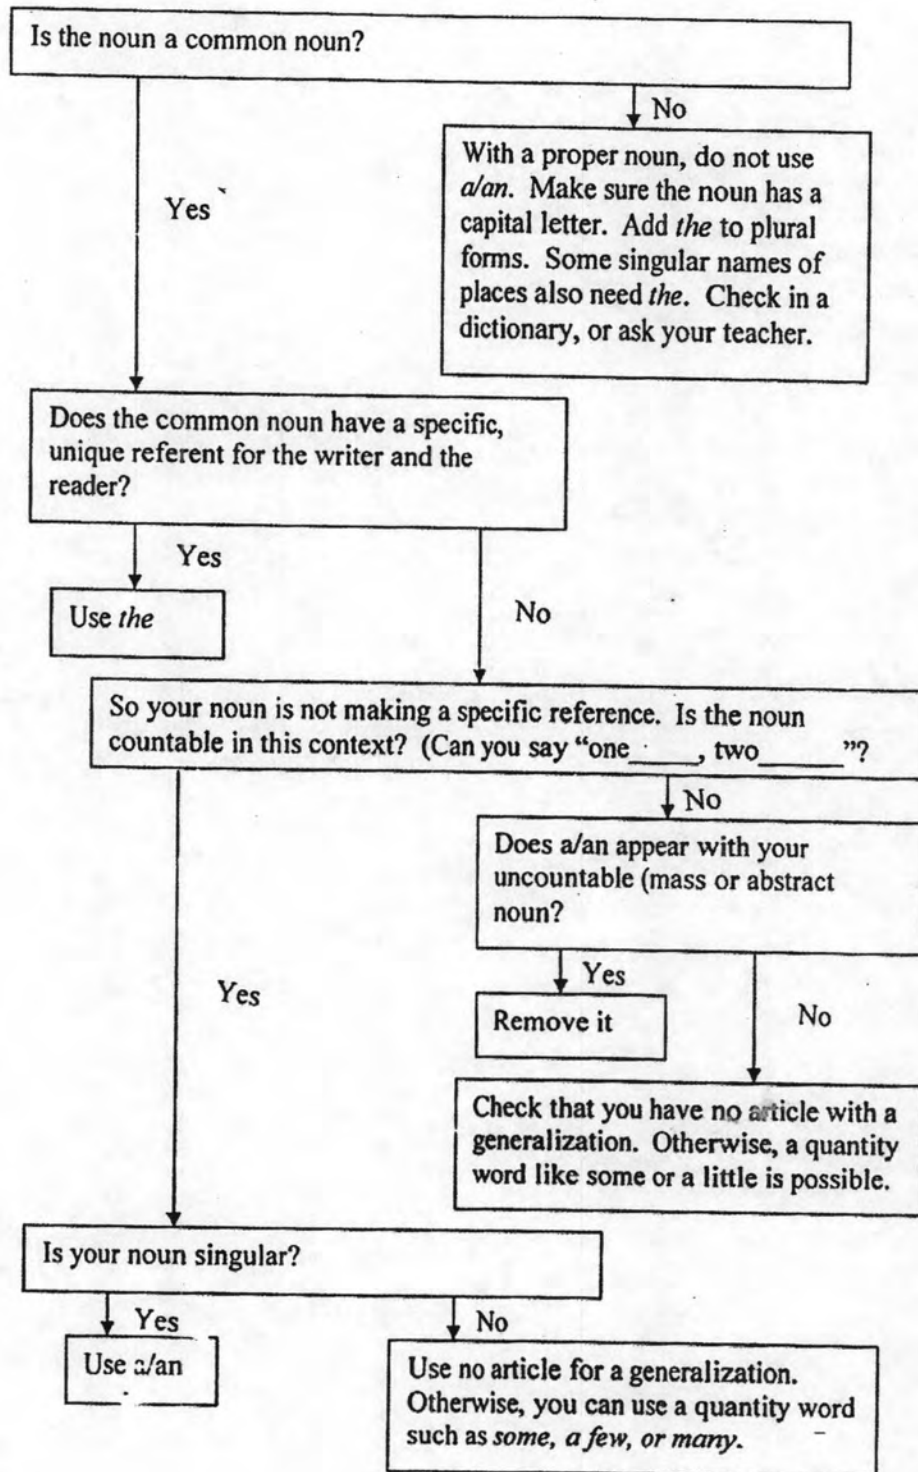 Is the noun a common noun?
No
With a proper noun, do not use
a/an. Make sure the noun has a
capital letter. Add the to plural
forms. Some singular names of
places also need the. Check in a
dictionary, or ask your teacher.
Yes
Does the common noun have a specific,
unique referent for the writer and the
reader?
Yes
Use the
No
So your noun is not making a specific reference. Is the noun
countable in this context? (Can you say “one_____, two______”?
No
Does a/an appear with your
uncountable (mass or abstract
noun?
Yes
Remove it
No
Check that you have no article with a
generalization. Otherwise, a quantity
word like some or a little is possible.
Yes
Is your noun singular?
Yes
Use a/an
No
Use no article for a generalization.
Otherwise, you can use a quantity word
such as some, a few, or many.